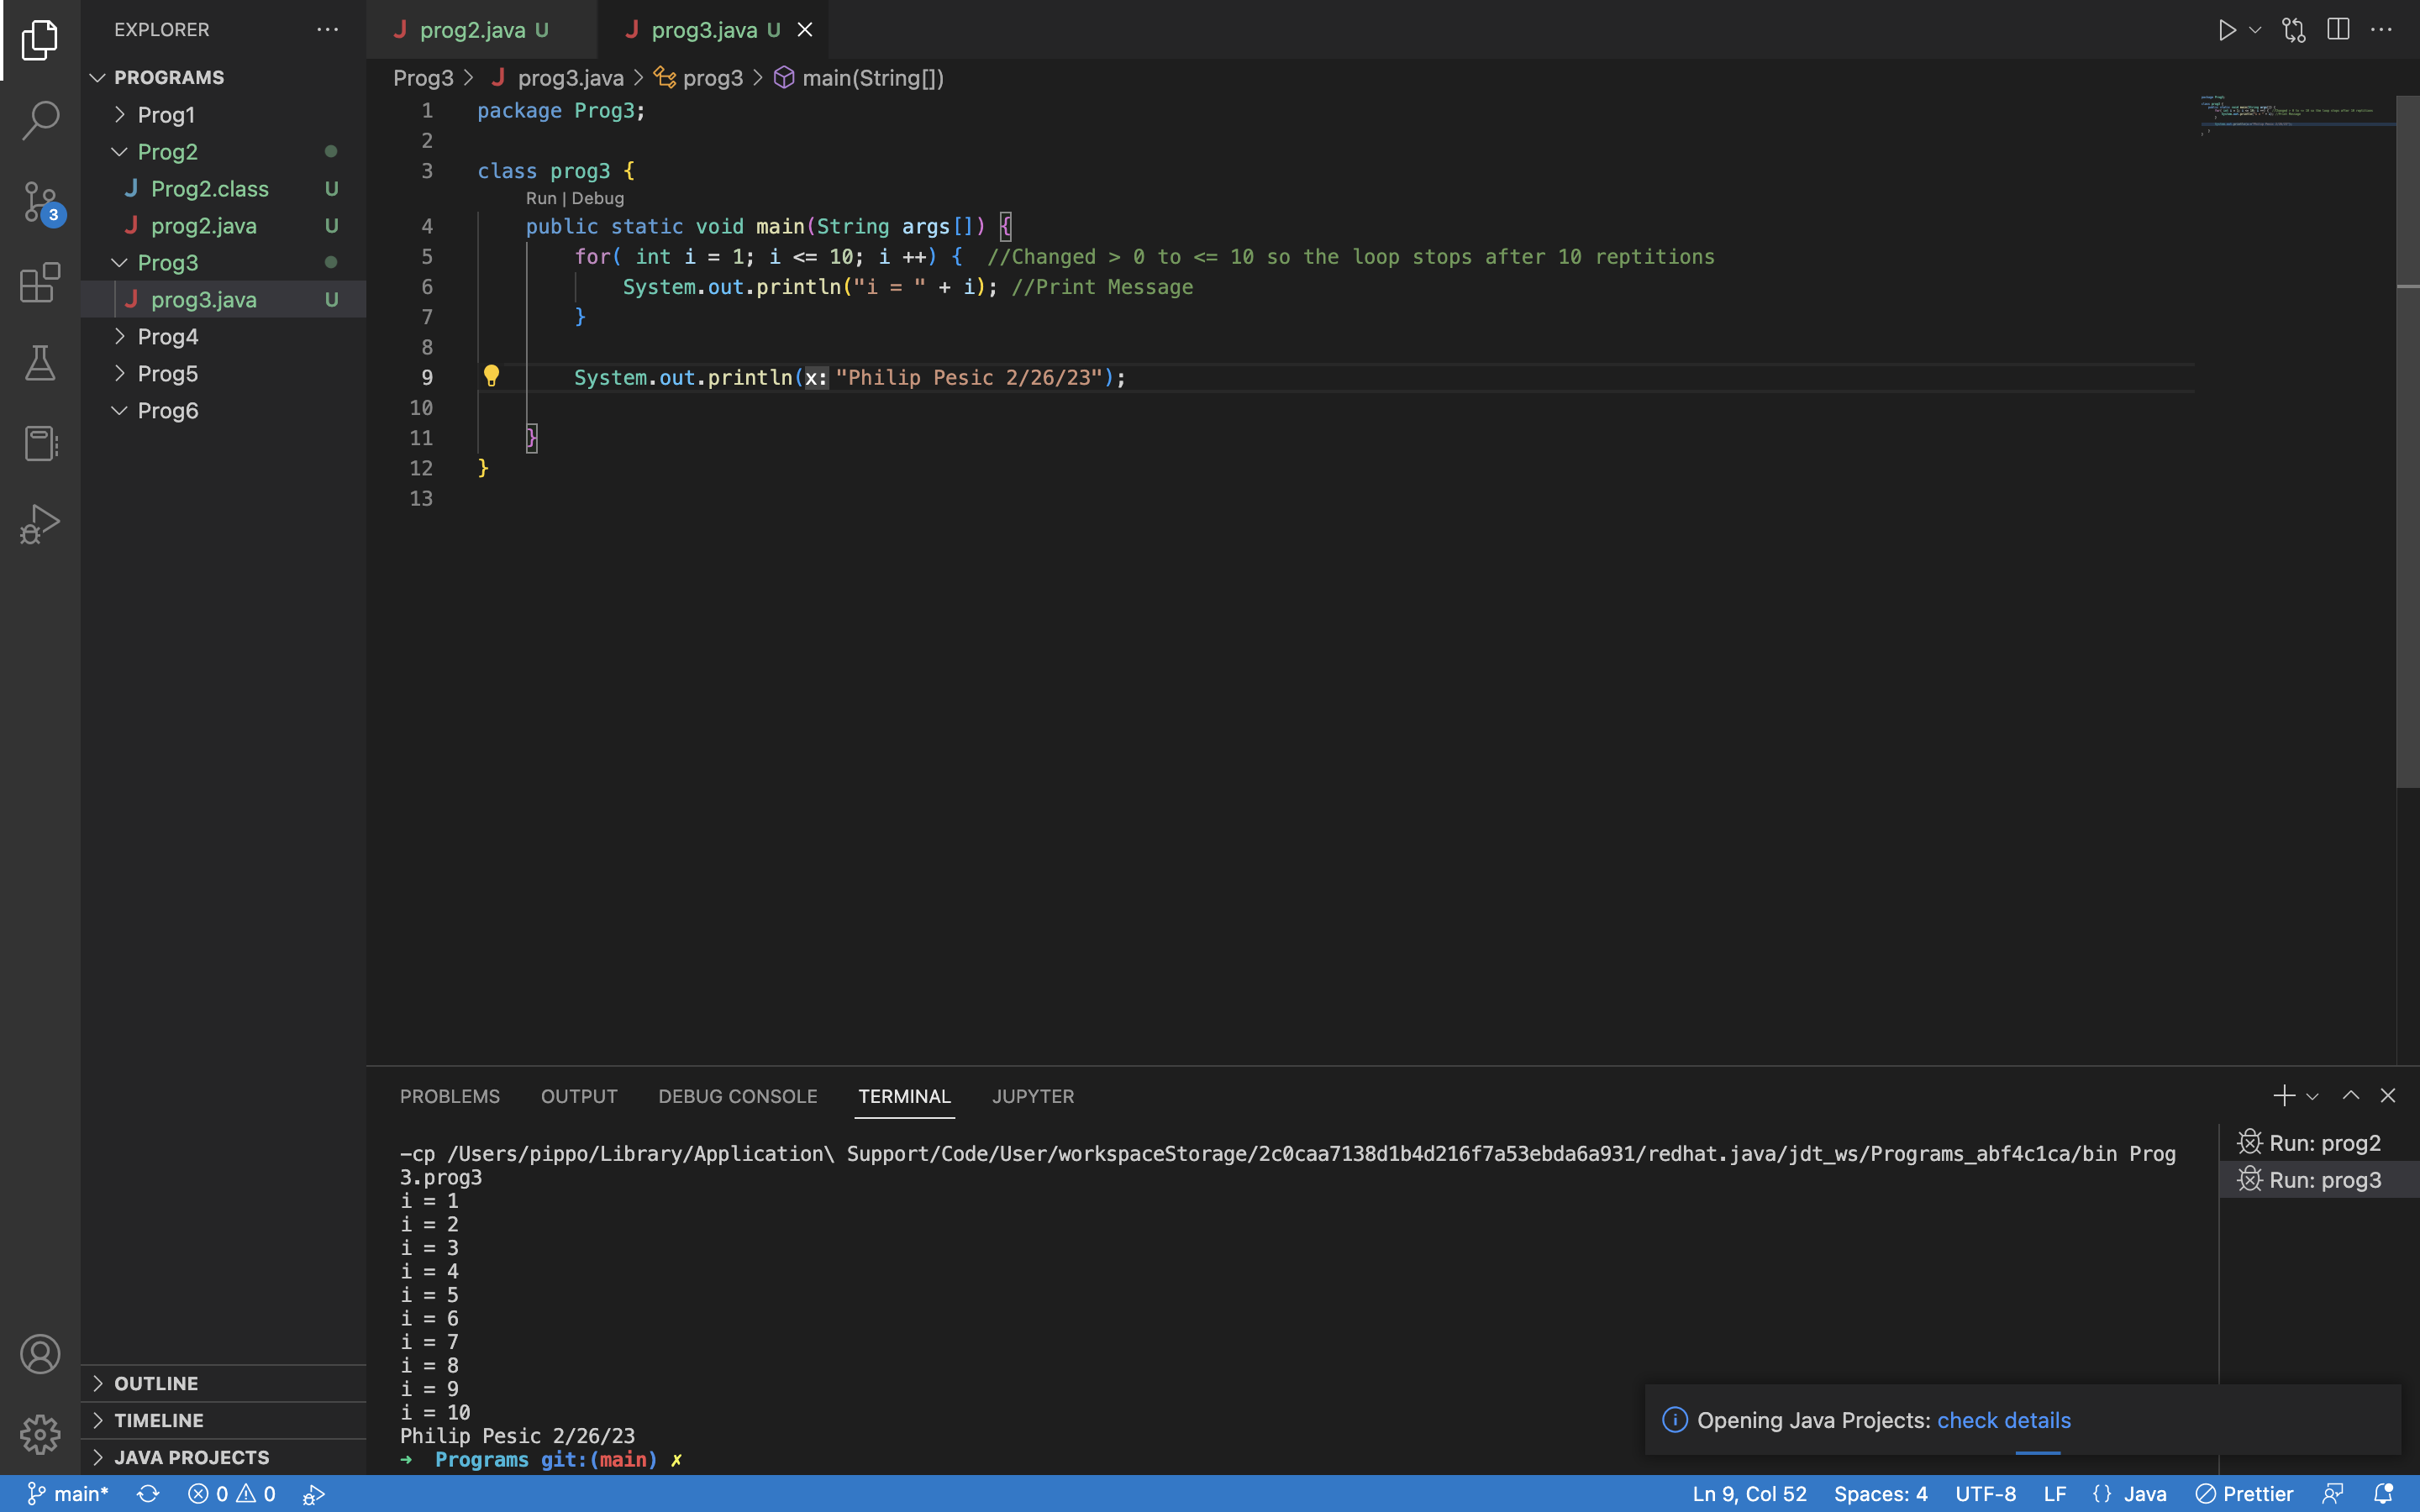 EXPLORER
PROGRAMS
Prog1
Prog2
Prog2.class U
prog2.java U
Prog3
prog3.java U
Prog4
Prog5
Prog6
OUTLINE
TIMELINE
JAVA PROJECTS
3
prog2.java U
prog3.java U
Prog3 > prog3.java > prog3 > main(String[])
1 package Prog3;
2
3 class prog3 {
Run | Debug
4 public static void main(String args[]) {
5 for( int i = 1; i <= 10; i ++) { //Changed > 0 to <= 10 so the loop stops after 10 reptitions
6 System.out.println("i = " + i); //Print Message
7 }
8
9 System.out.println(x: "Philip Pesic 2/26/23");
10
11 }
12 }
13
PROBLEMS OUTPUT DEBUG CONSOLE TERMINAL JUPYTER
-cp /Users/pippo/Library/Application\ Support/Code/User/workspaceStorage/2c0caa7138d1b4d216f7a53ebda6a931/redhat.java/jdt_ws/Programs_abf4c1ca/bin Prog
3.prog3
i = 1
i = 2
i = 3
i = 4
i = 5
i = 6
i = 7
i = 8
i = 9
i = 10
Philip Pesic 2/26/23
➜ Programs git:(main) ✗
Run: prog2
Run: prog3
Opening Java Projects: check details
main* 0 0 Ln 9, Col 52 Spaces: 4 UTF-8 LF {} Java Prettier